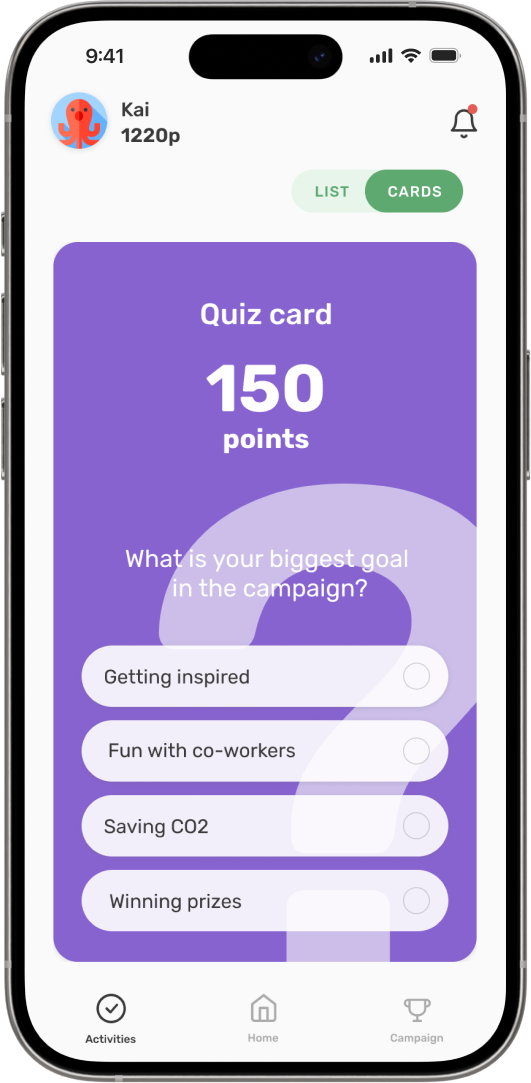 9:41
Kai
1220p
LIST
CARDS
Quiz card
150
points
What is your biggest goal
in the campaign?
Getting inspired
Fun with co-workers
Saving CO2
Winning prizes
Activities
Home
Campaign